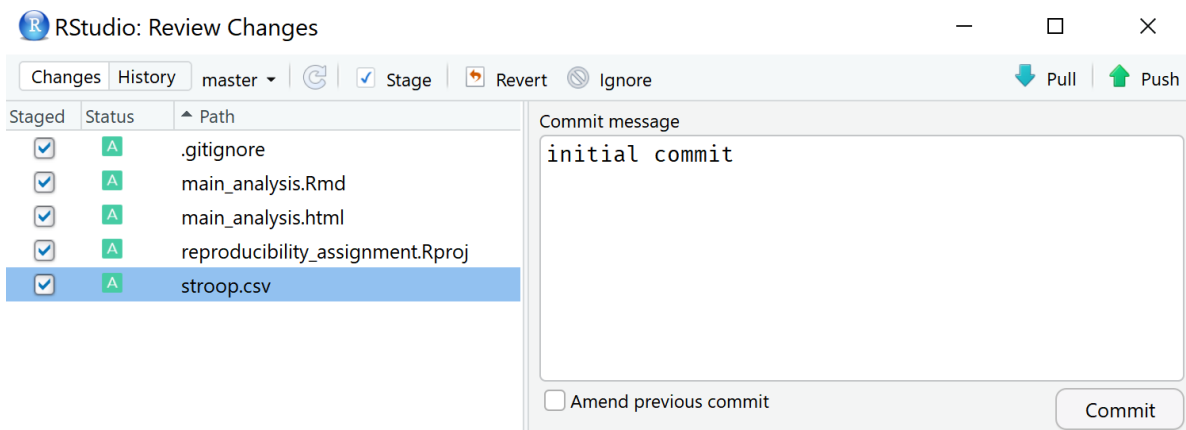 R RStudio: Review Changes
Changes History master Stage Revert Ignore Pull Push
Staged Status Path
A .gitignore
A main_analysis.Rmd
A main_analysis.html
A reproducibility_assignment.Rproj
A stroop.csv
Commit message
initial commit
Amend previous commit
Commit